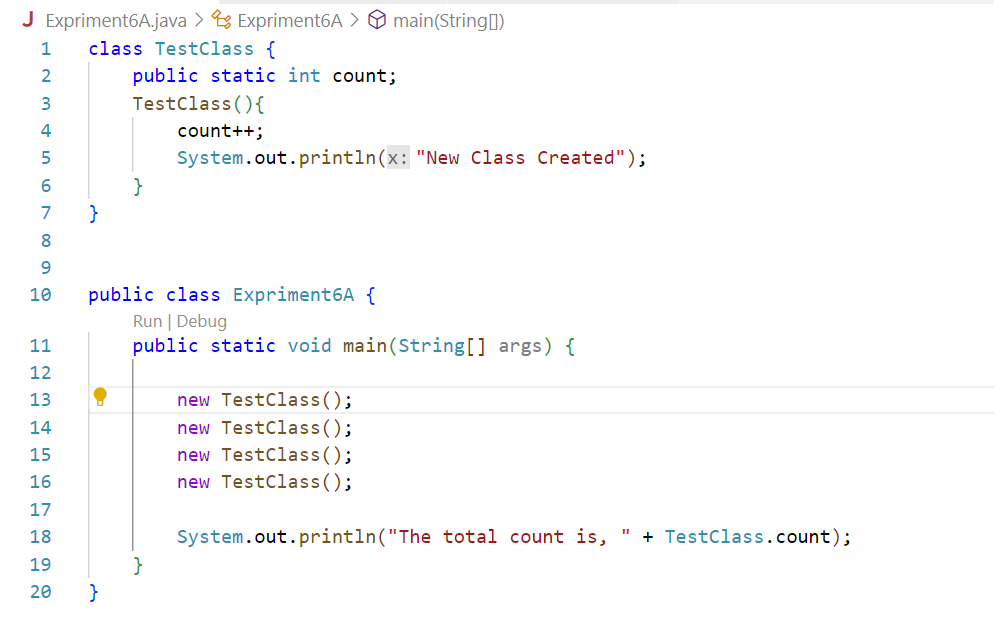 J Expriment6A.java > Expriment6A > main(String[])
1 class TestClass {
2 public static int count;
3 TestClass(){
4 count++;
5 System.out.println(x: "New Class Created");
6 }
7 }
8
9
10 public class Expriment6A {
Run | Debug
11 public static void main(String[] args) {
12
13 new TestClass();
14 new TestClass();
15 new TestClass();
16 new TestClass();
17
18 System.out.println("The total count is, " + TestClass.count);
19 }
20 }